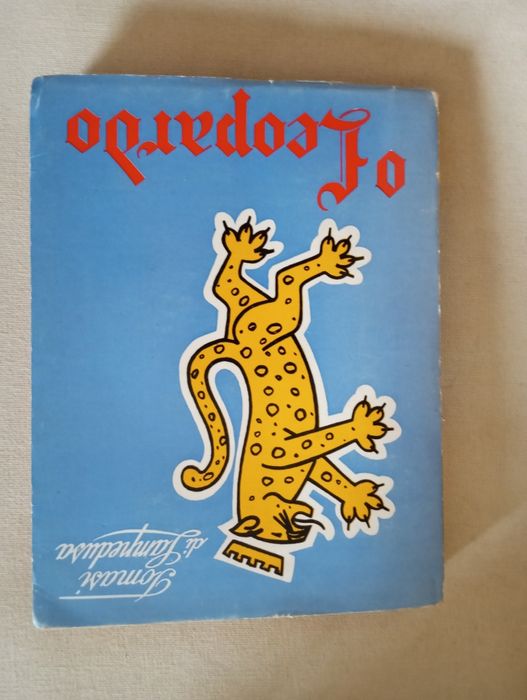 Tomasi
di Lampedusa
o Leopardo